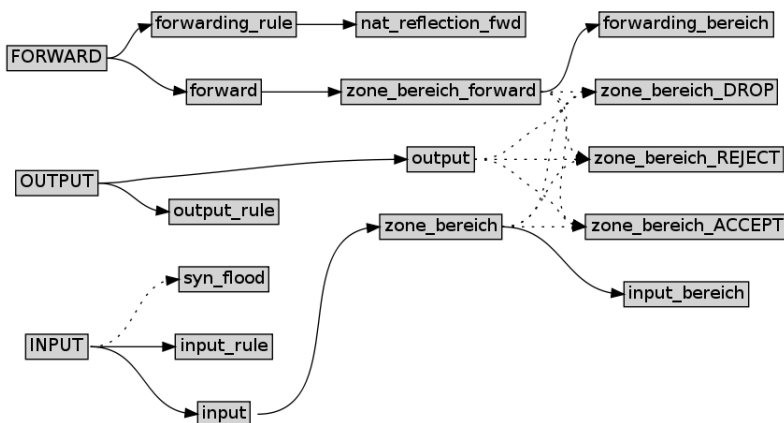 forwarding_rule
nat_reflection_fwd
forwarding_bereich
FORWARD
forward
zone_bereich_forward
zone_bereich_DROP
output
zone_bereich_REJECT
OUTPUT
output_rule
zone_bereich
zone_bereich_ACCEPT
syn_flood
input_bereich
INPUT
input_rule
input